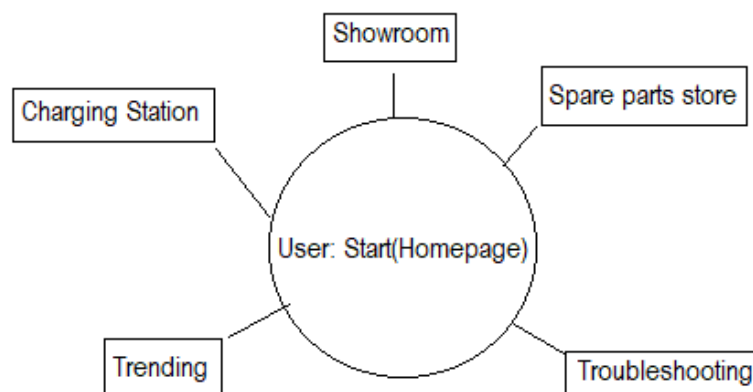 Showroom
Spare parts store
Charging Station
User: Start(Homepage)
Trending
Troubleshooting